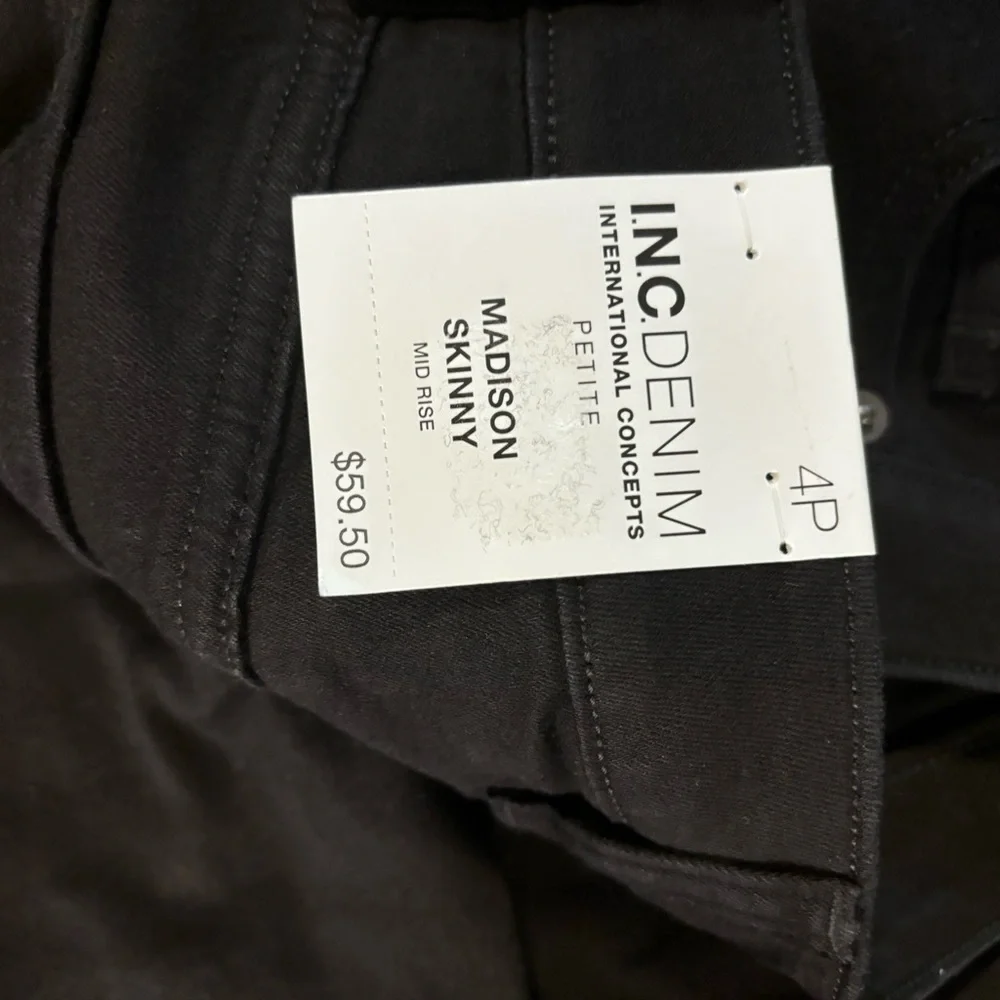 4P
I.N.C.DENIM
INTERNATIONAL CONCEPTS
PETITE
MADISON
SKINNY
MID RISE
$59.50